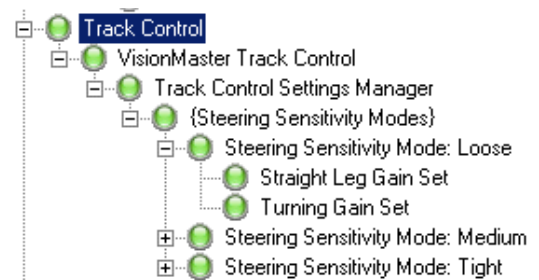 Track Control
VisionMaster Track Control
Track Control Settings Manager
{Steering Sensitivity Modes}
Steering Sensitivity Mode: Loose
Straight Leg Gain Set
Turning Gain Set
Steering Sensitivity Mode: Medium
Steering Sensitivity Mode: Tight